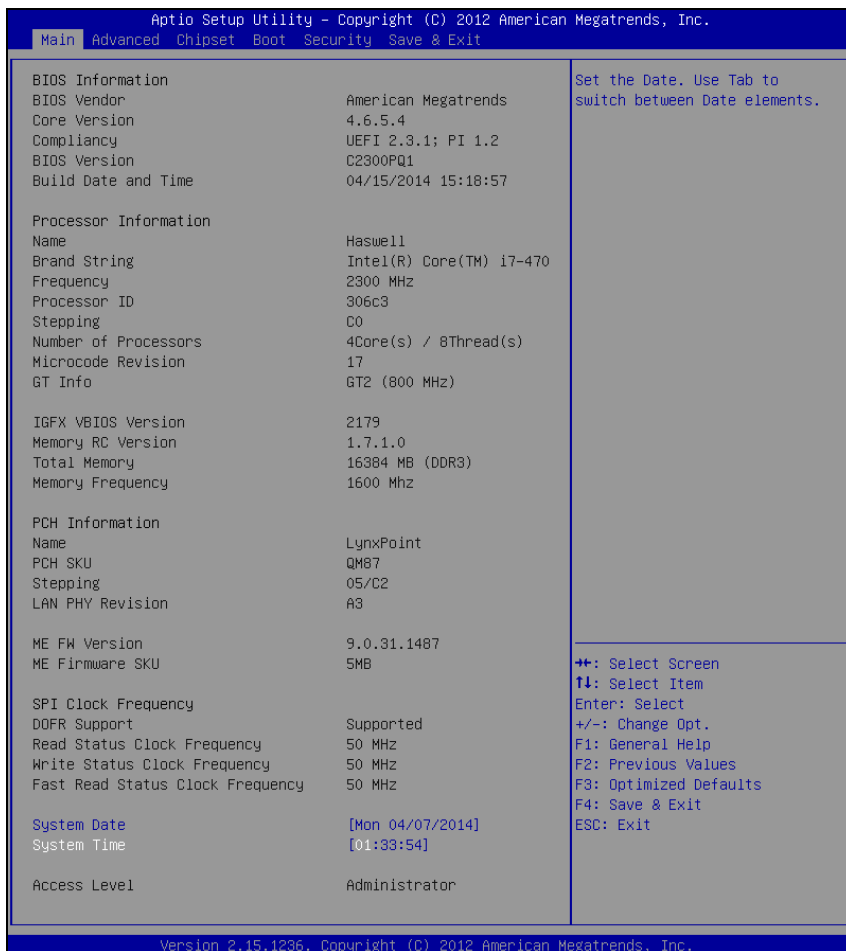 Aptio Setup Utility – Copyright (C) 2012 American Megatrends, Inc.
Main Advanced Chipset Boot Security Save & Exit
BIOS Information
BIOS Vendor American Megatrends
Core Version 4.6.5.4
Compliancy UEFI 2.3.1; PI 1.2
BIOS Version C2300PQ1
Build Date and Time 04/15/2014 15:18:57
Processor Information
Name Haswell
Brand String Intel(R) Core(TM) i7-470
Frequency 2300 MHz
Processor ID 306c3
Stepping C0
Number of Processors 4Core(s) / 8Thread(s)
Microcode Revision 17
GT Info GT2 (800 MHz)
IGFX VBIOS Version 2179
Memory RC Version 1.7.1.0
Total Memory 16384 MB (DDR3)
Memory Frequency 1600 Mhz
PCH Information
Name LynxPoint
PCH SKU QM87
Stepping 05/C2
LAN PHY Revision A3
ME FW Version 9.0.31.1487
ME Firmware SKU 5MB
SPI Clock Frequency
DOFR Support Supported
Read Status Clock Frequency 50 MHz
Write Status Clock Frequency 50 MHz
Fast Read Status Clock Frequency 50 MHz
System Date [Mon 04/07/2014]
System Time [01:33:54]
Access Level Administrator
Set the Date. Use Tab to
switch between Date elements.
→←: Select Screen
↑↓: Select Item
Enter: Select
+/-: Change Opt.
F1: General Help
F2: Previous Values
F3: Optimized Defaults
F4: Save & Exit
ESC: Exit
Version 2.15.1236. Copyright (C) 2012 American Megatrends, Inc.